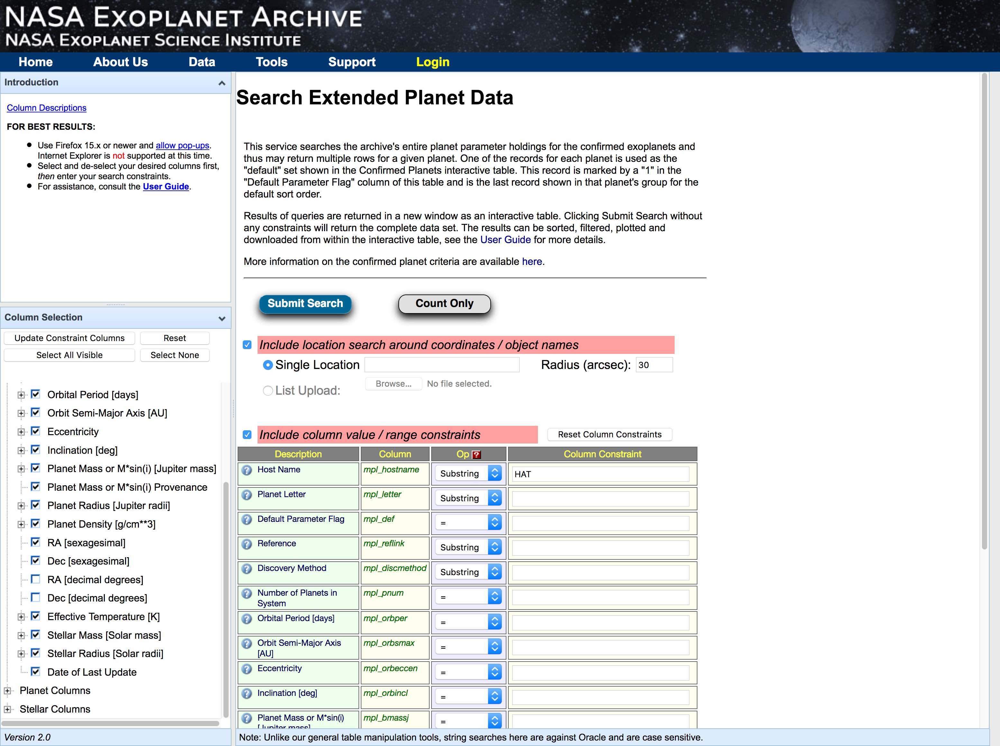 NASA EXOPLANET ARCHIVE
NASA EXOPLANET SCIENCE INSTITUTE
Home About Us Data Tools Support Login
Introduction
Column Descriptions
FOR BEST RESULTS:
Use Firefox 15.x or newer and allow pop-ups.
Internet Explorer is not supported at this time.
Select and de-select your desired columns first,
then enter your search constraints.
For assistance, consult the User Guide.
Column Selection
Update Constraint Columns Reset
Select All Visible Select None
Orbital Period [days]
Orbit Semi-Major Axis [AU]
Eccentricity
Inclination [deg]
Planet Mass or M*sin(i) [Jupiter mass]
Planet Mass or M*sin(i) Provenance
Planet Radius [Jupiter radii]
Planet Density [g/cm**3]
RA [sexagesimal]
Dec [sexagesimal]
RA [decimal degrees]
Dec [decimal degrees]
Effective Temperature [K]
Stellar Mass [Solar mass]
Stellar Radius [Solar radii]
Date of Last Update
Planet Columns
Stellar Columns
Version 2.0
Search Extended Planet Data
This service searches the archive's entire planet parameter holdings for the confirmed exoplanets and
thus may return multiple rows for a given planet. One of the records for each planet is used as the
"default" set shown in the Confirmed Planets interactive table. This record is marked by a "1" in the
"Default Parameter Flag" column of this table and is the last record shown in that planet's group for the
default sort order.
Results of queries are returned in a new window as an interactive table. Clicking Submit Search without
any constraints will return the complete data set. The results can be sorted, filtered, plotted and
downloaded from within the interactive table, see the User Guide for more details.
More information on the confirmed planet criteria are available here.
Submit Search Count Only
Include location search around coordinates / object names
Single Location Radius (arcsec): 30
List Upload: Browse... No file selected.
Include column value / range constraints Reset Column Constraints
Description Column Op ? Column Constraint
? Host Name mpl_hostname Substring HAT
? Planet Letter mpl_letter Substring
? Default Parameter Flag mpl_def =
? Reference mpl_reflink Substring
? Discovery Method mpl_discmethod Substring
? Number of Planets in mpl_pnum =
System
? Orbital Period [days] mpl_orbper =
? Orbit Semi-Major Axis mpl_orbsmax =
[AU]
? Eccentricity mpl_orbeccen =
? Inclination [deg] mpl_orbincl =
? Planet Mass or M*sin(i) mpl_bmassj =
[Jupiter mass]
Note: Unlike our general table manipulation tools, string searches here are against Oracle and are case sensitive.